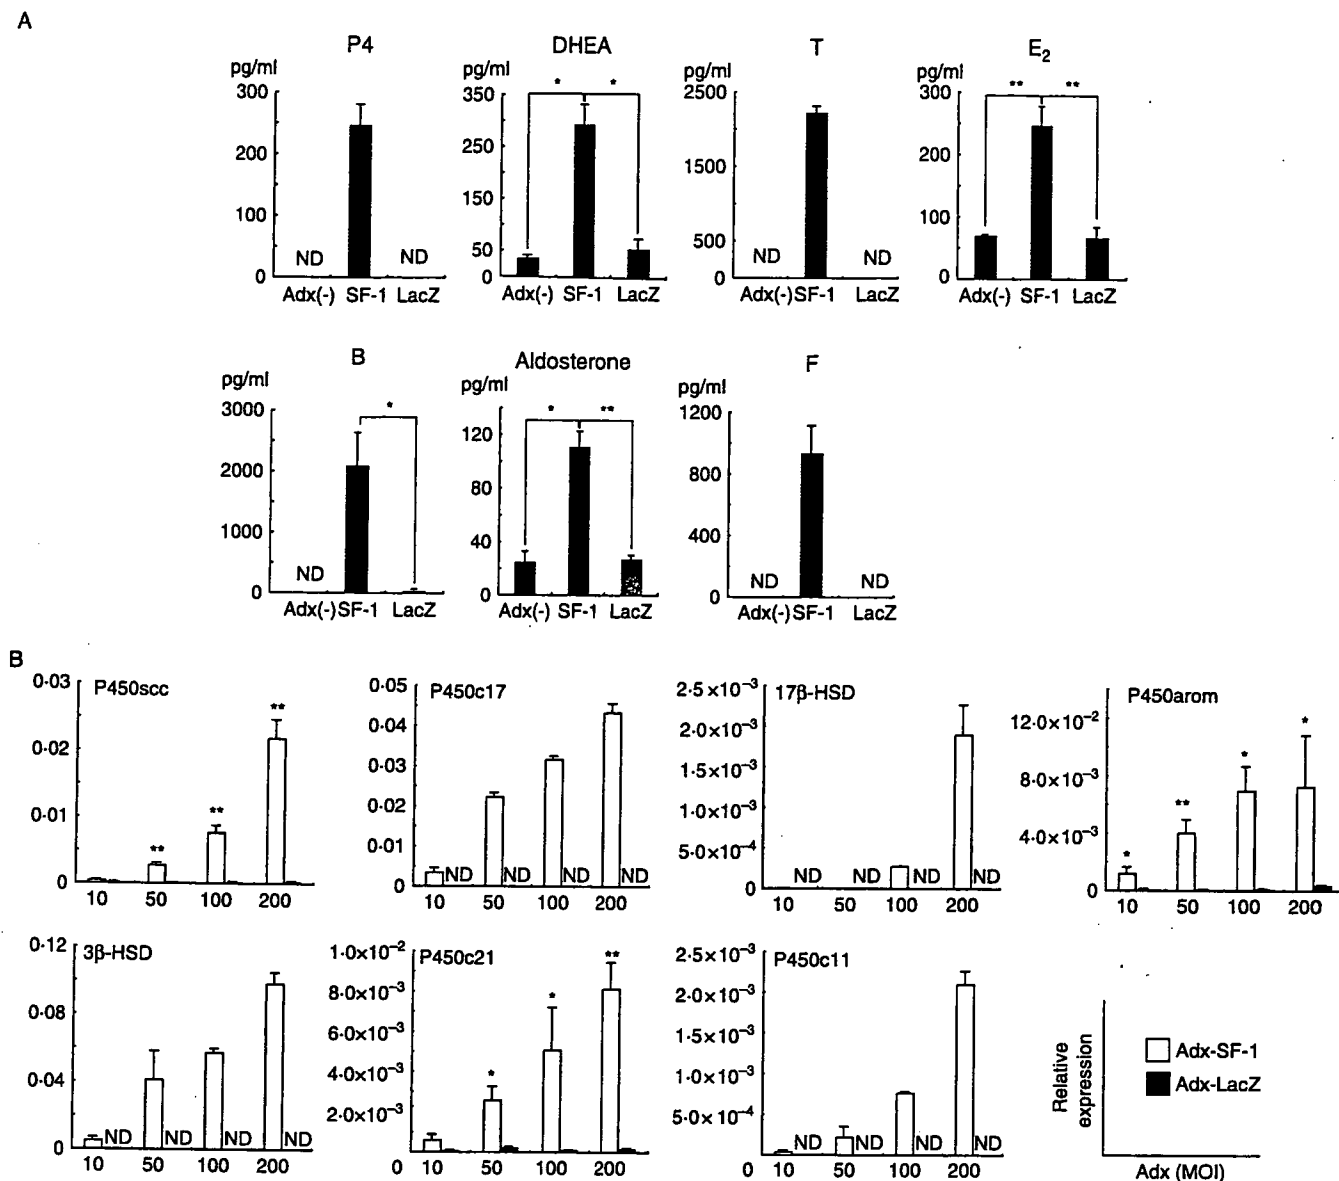 A
P4
DHEA
T
E2
pg/ml
pg/ml
pg/ml
pg/ml
300
200
100
0
ND
ND
Adx(-) SF-1 LacZ
350
250
150
50
0
*
*
Adx(-) SF-1 LacZ
2500
1500
500
0
ND
ND
Adx(-) SF-1 LacZ
300
200
100
0
**
**
Adx(-) SF-1 LacZ
B
Aldosterone
F
pg/ml
pg/ml
pg/ml
3000
2000
1000
0
ND
*
Adx(-) SF-1 LacZ
120
80
40
0
*
**
Adx(-) SF-1 LacZ
1200
800
400
0
ND
ND
Adx(-) SF-1 LacZ
B
P450scc
0·03
0·02
0·01
0
**
**
**
10 50 100 200
P450c17
0·05
0·04
0·03
0·02
0·01
0
ND ND ND ND
10 50 100 200
17β-HSD
2·5×10⁻³
2·0×10⁻³
1·5×10⁻³
1·0×10⁻³
5·0×10⁻⁴
0
ND ND ND ND
10 50 100 200
P450arom
12·0×10⁻²
8·0×10⁻³
4·0×10⁻³
0
*
**
*
*
10 50 100 200
3β-HSD
0·12
0·08
0·04
0
ND ND ND ND
10 50 100 200
P450c21
1·0×10⁻²
8·0×10⁻³
6·0×10⁻³
4·0×10⁻³
2·0×10⁻³
0
*
*
**
10 50 100 200
P450c11
2·5×10⁻³
2·0×10⁻³
1·5×10⁻³
1·0×10⁻³
5·0×10⁻⁴
0
ND ND ND ND
10 50 100 200
Relative
expression
Adx-SF-1
Adx-LacZ
Adx (MOI)